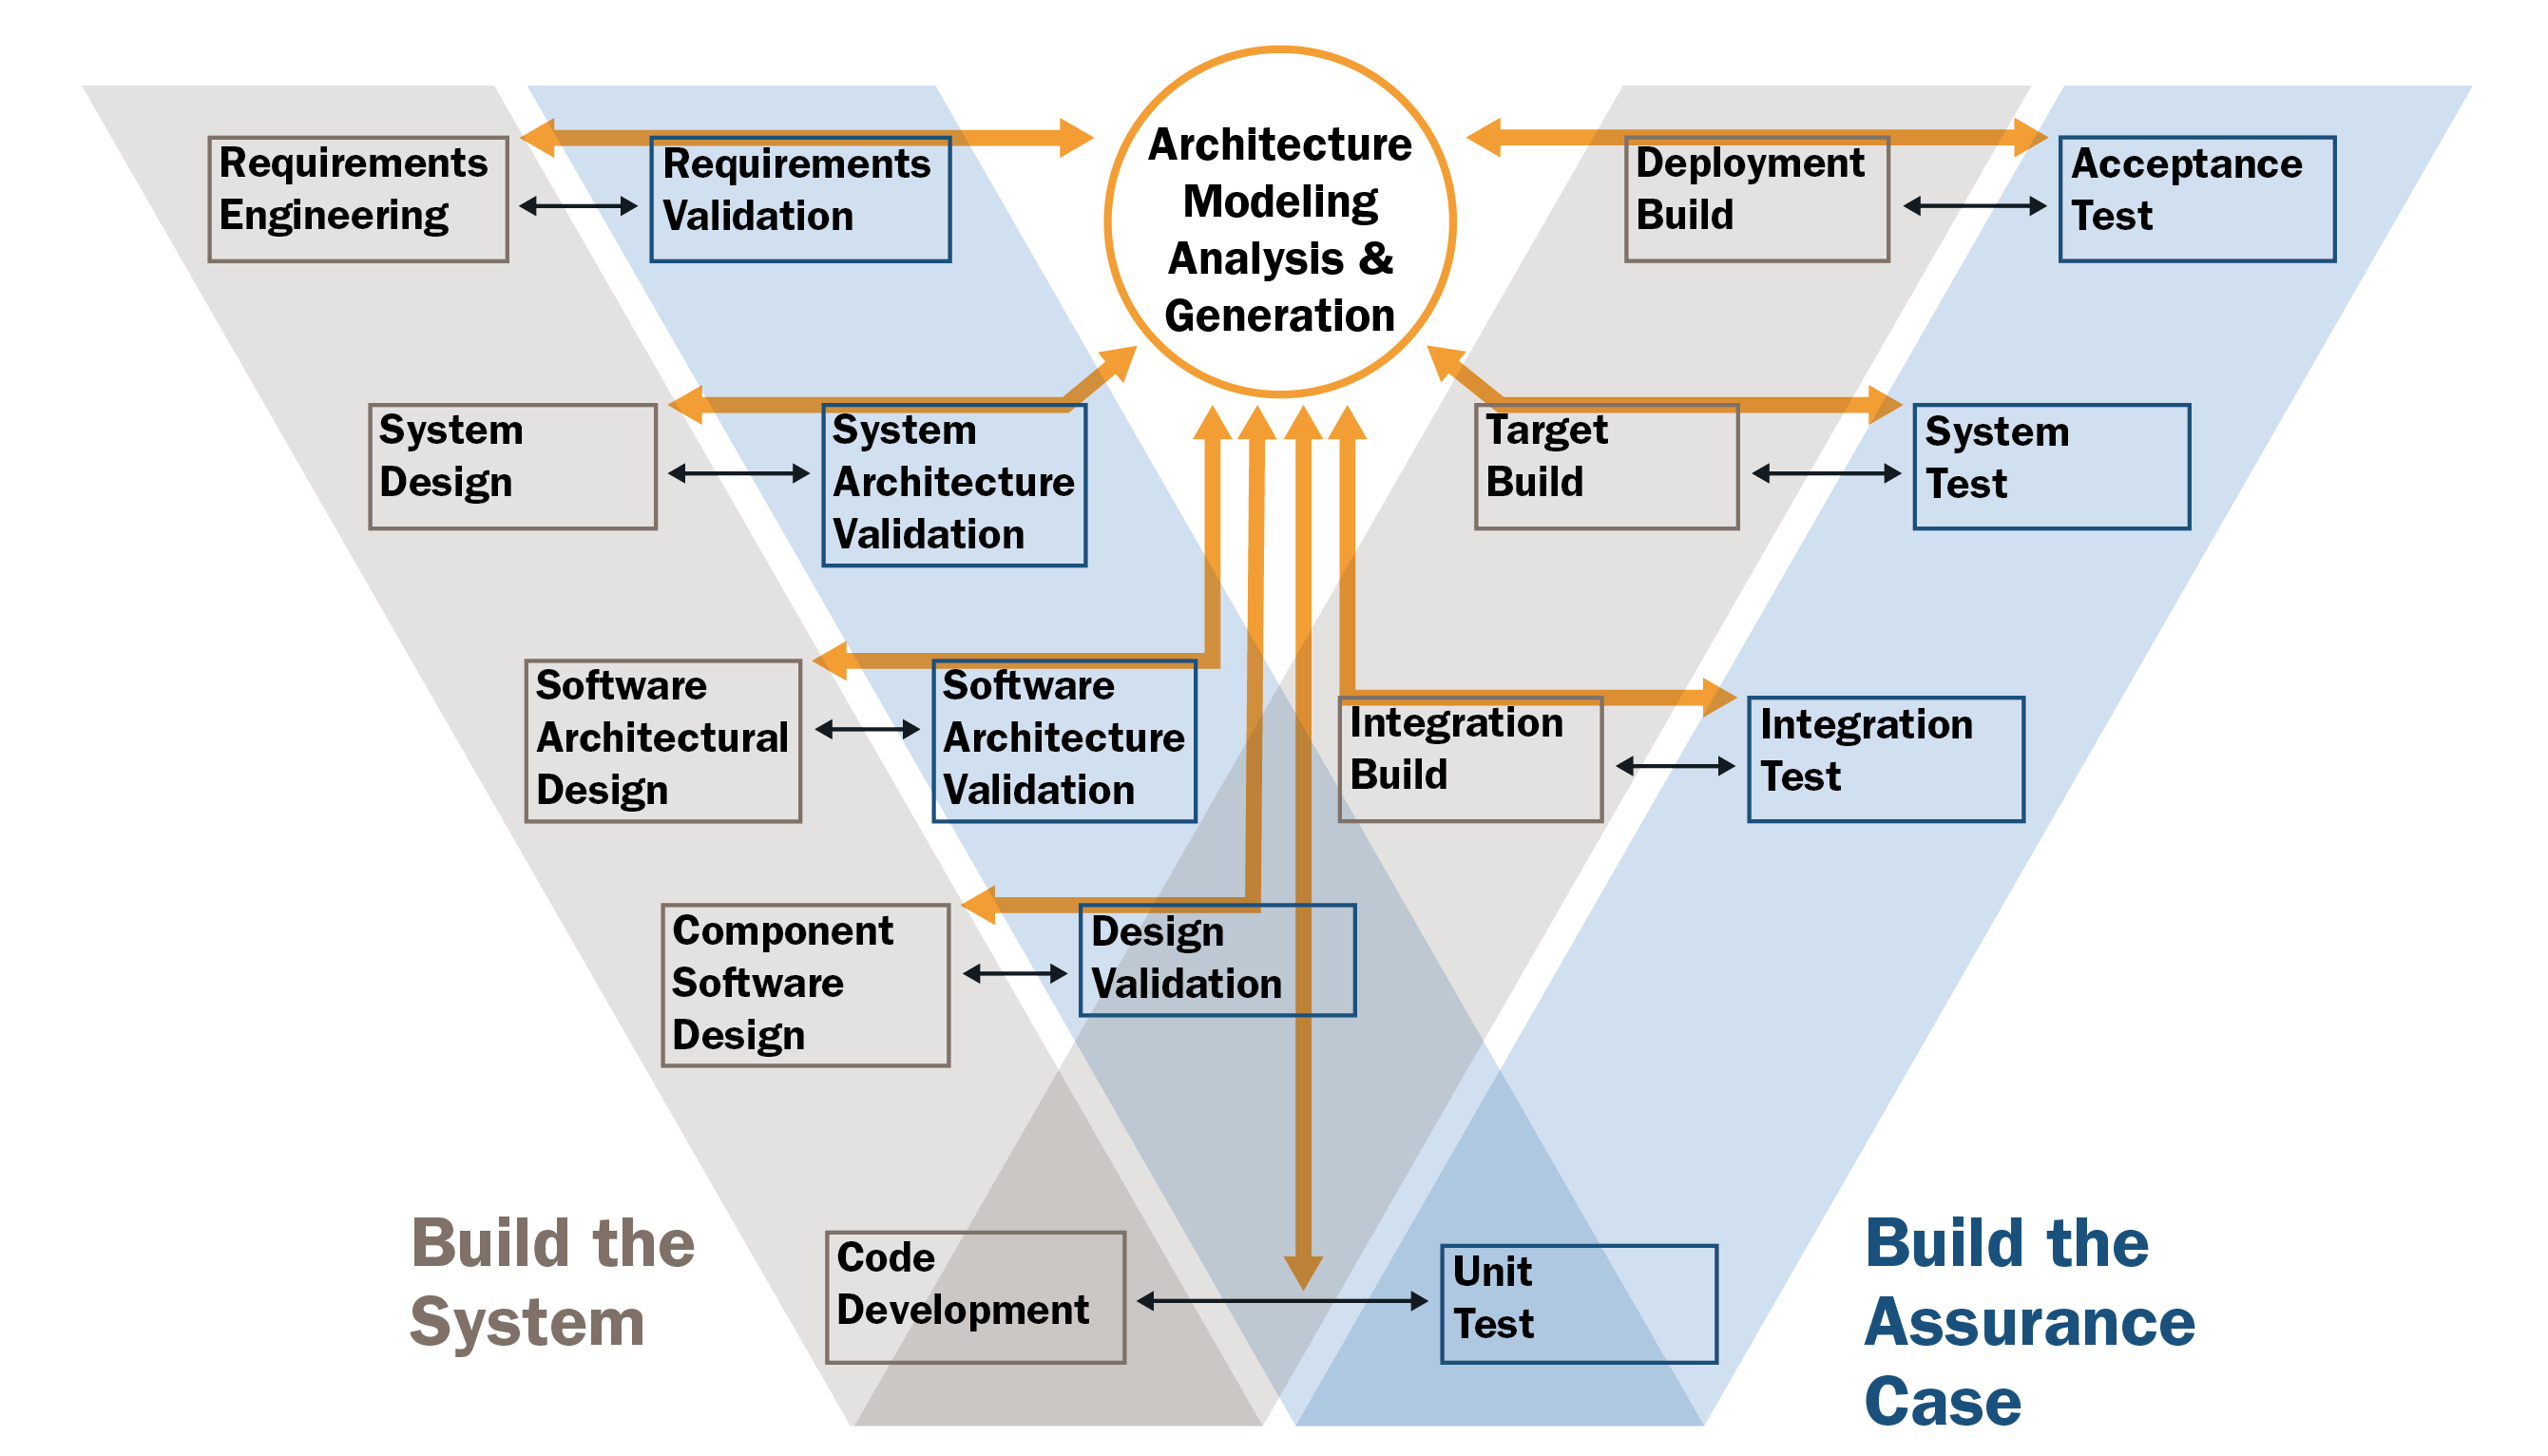 Architecture
Modeling
Analysis &
Generation
Requirements
Engineering
Requirements
Validation
Deployment
Build
Acceptance
Test
System
Design
System
Architecture
Validation
Target
Build
System
Test
Software
Architectural
Design
Software
Architecture
Validation
Integration
Build
Integration
Test
Component
Software
Design
Design
Validation
Code
Development
Unit
Test
Build the
System
Build the
Assurance
Case